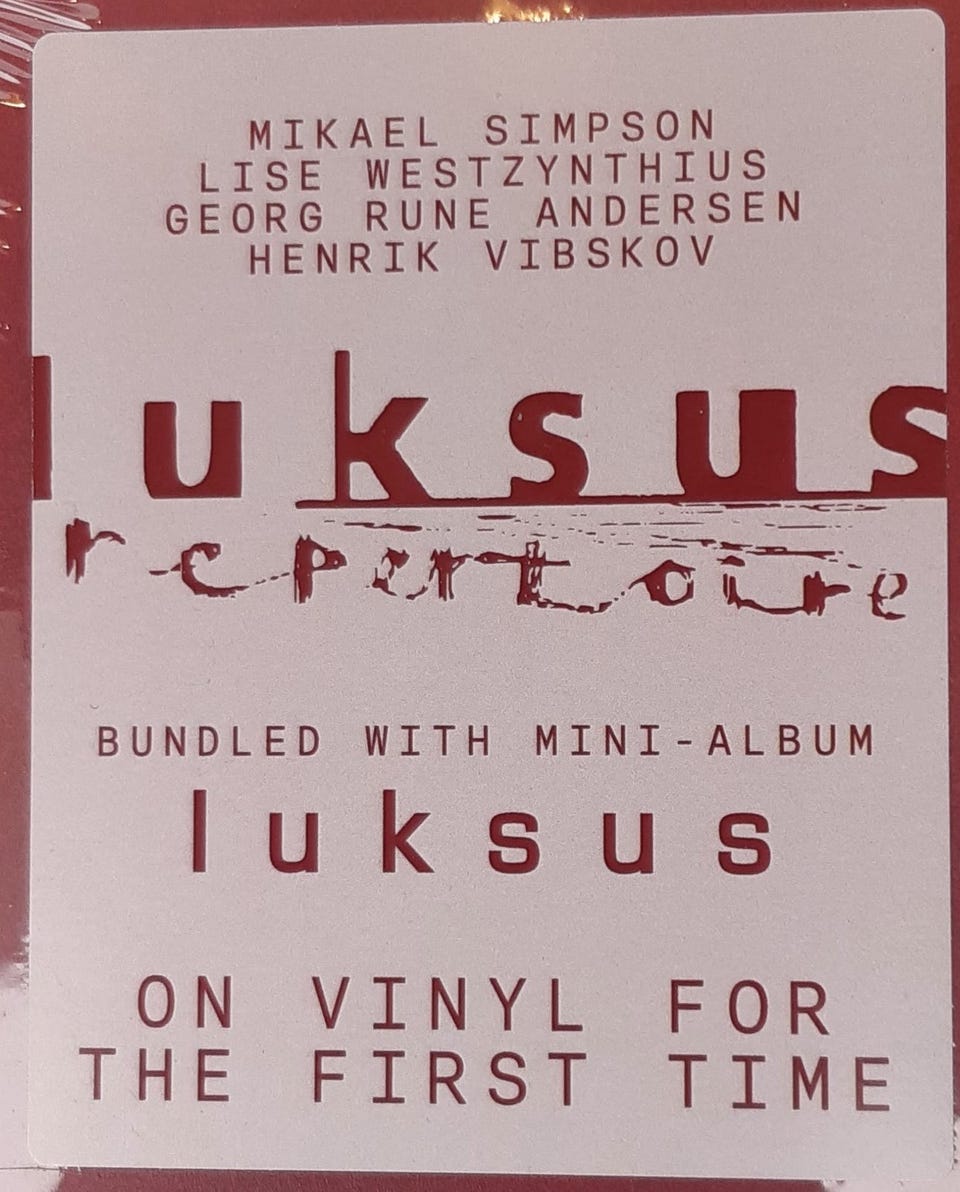 MIKAEL SIMPSON
LISE WESTZYNTHIUS
GEORG RUNE ANDERSEN
HENRIK VIBSKOV
luksus
repertoire
BUNDLED WITH MINI-ALBUM
luksus
ON VINYL FOR
THE FIRST TIME